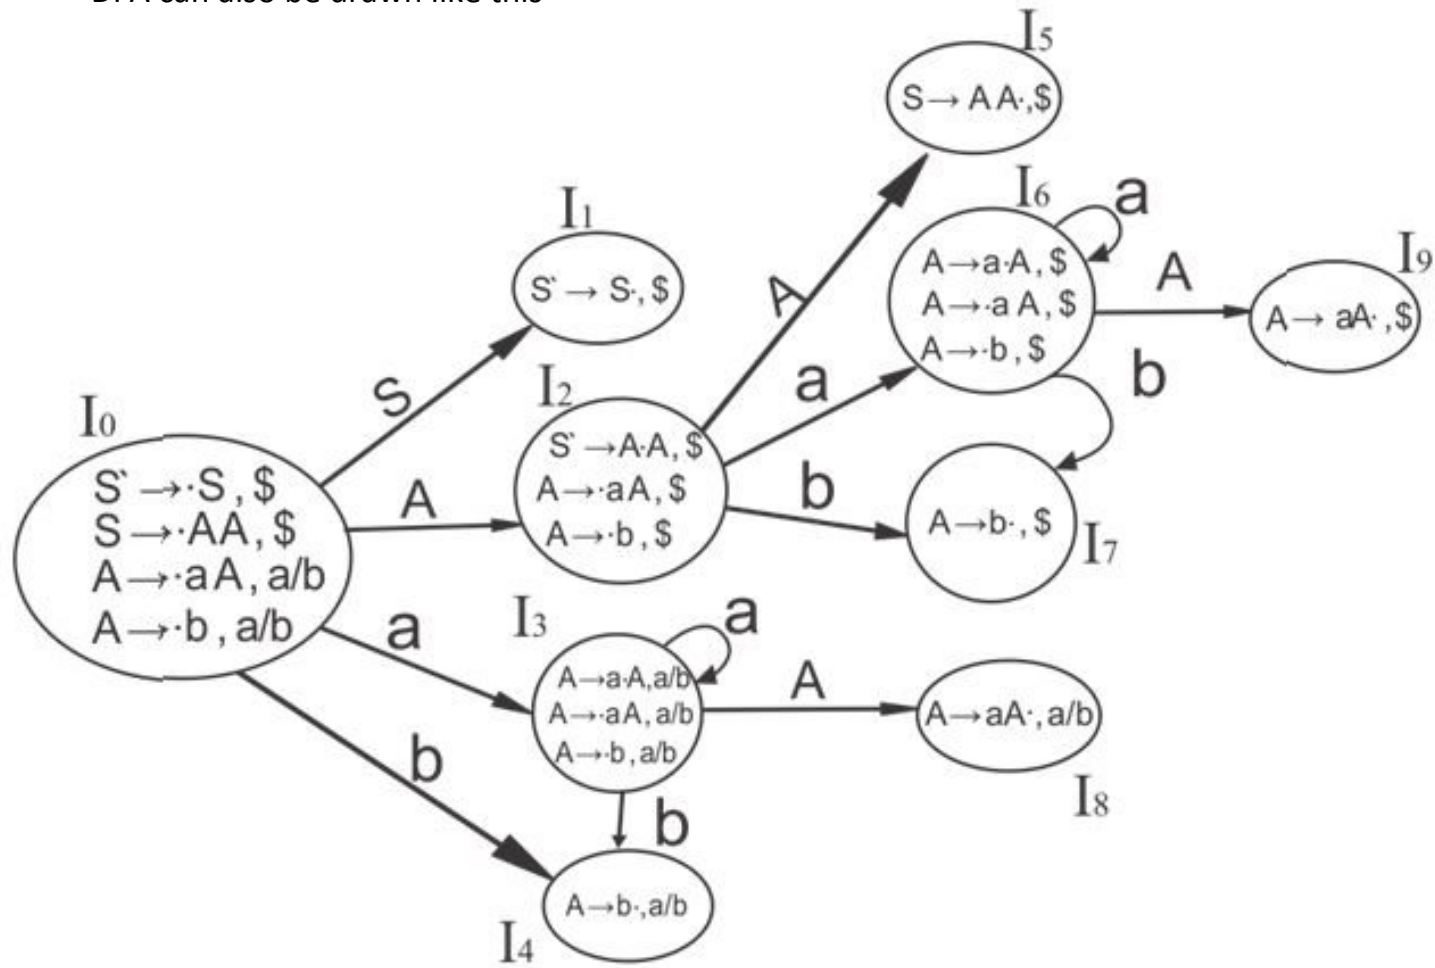 DFA can also be drawn like this
I5
S→ A A·,$
I1
S` → S·, $
A
I6
a
A→a·A, $
A→·a A, $
A→·b, $
A
I9
A→ aA· ,$
S
I2
S` →A·A, $
A→·aA, $
A→·b, $
a
b
b
A→b·, $
I7
I0
S` →·S, $
S→·AA, $
A→·aA, a/b
A→·b, a/b
A
a
b
I3
a
A→a·A,a/b
A→·aA, a/b
A→·b, a/b
A
A→aA·, a/b
I8
b
A→b·,a/b
I4